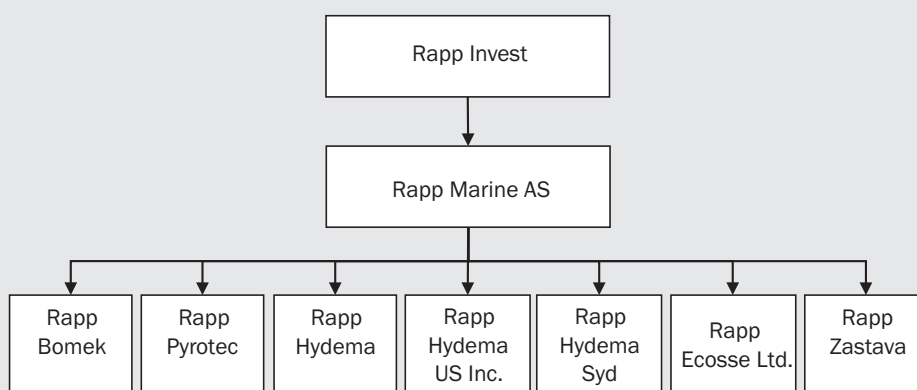 Rapp Invest
Rapp Marine AS
Rapp
Bomek
Rapp
Pyrotec
Rapp
Hydema
Rapp
Hydema
US Inc.
Rapp
Hydema
Syd
Rapp
Ecosse Ltd.
Rapp
Zastava